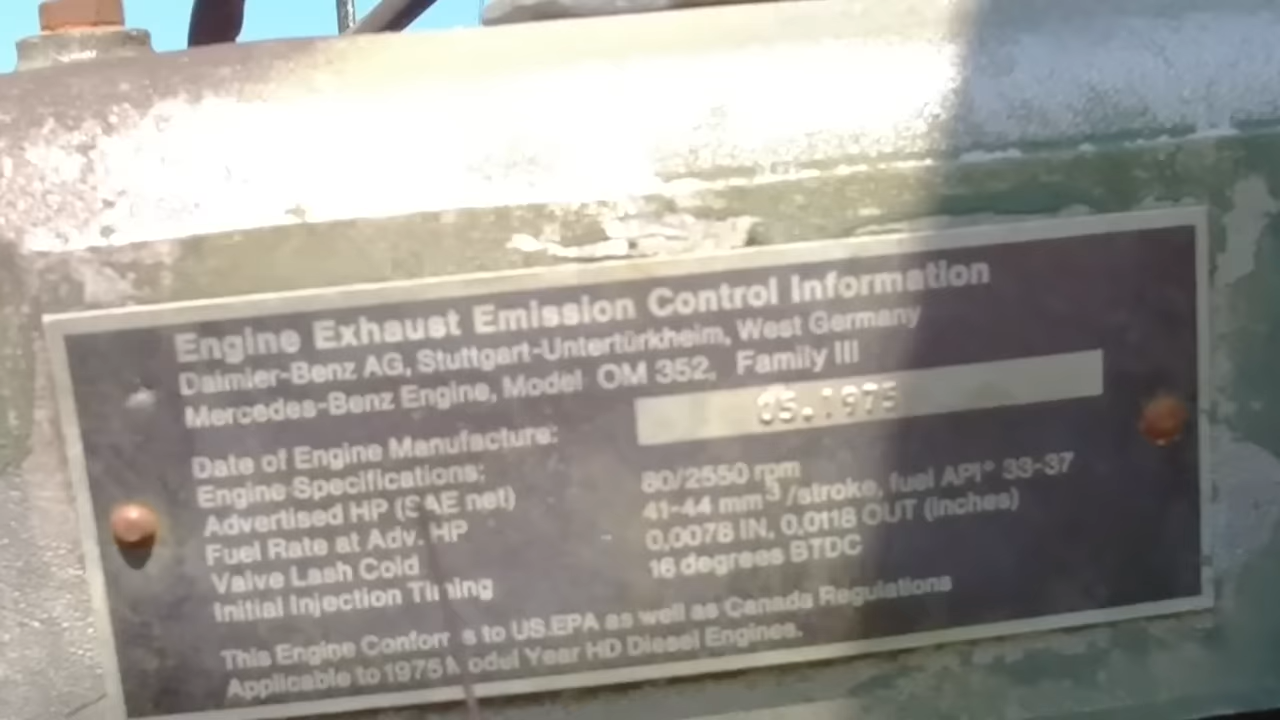 Engine Exhaust Emission Control Information
Daimler-Benz AG, Stuttgart-Untertürkheim, West Germany
Mercedes-Benz Engine, Model OM 352, Family III
Date of Engine Manufacture: 05.1975
Engine Specifications:
Advertised HP (SAE net) 80/2550 rpm
Fuel Rate at Adv. HP 41-44 mm³/stroke, fuel API° 33-37
Valve Lash Cold 0,0078 IN, 0,0118 OUT (inches)
Initial Injection Timing 16 degrees BTDC
This Engine Conforms to US.EPA as well as Canada Regulations
Applicable to 1975 Model Year HD Diesel Engines.